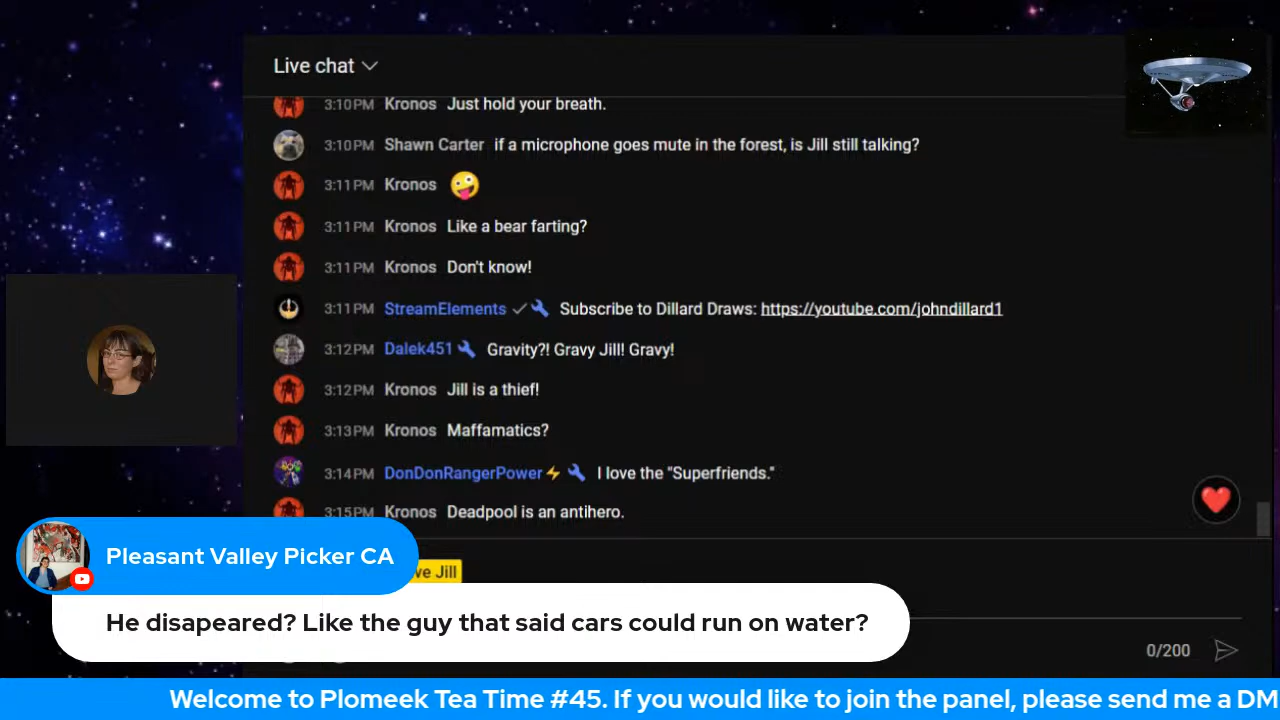 Live chat
3:10PM Kronos Just hold your breath.
3:10PM Shawn Carter if a microphone goes mute in the forest, is Jill still talking?
3:11PM Kronos 🤪
3:11PM Kronos Like a bear farting?
3:11PM Kronos Don't know!
3:11PM StreamElements Subscribe to Dillard Draws: https://youtube.com/johndillard1
3:12PM Dalek451 Gravity?! Gravy Jill! Gravy!
3:12PM Kronos Jill is a thief!
3:13PM Kronos Maffamatics?
3:14PM DonDonRangerPower⚡ I love the "Superfriends."
3:15PM Kronos Deadpool is an antihero.
Pleasant Valley Picker CA
ve Jill
He disapeared? Like the guy that said cars could run on water?
0/200
Welcome to Plomeek Tea Time #45. If you would like to join the panel, please send me a DM